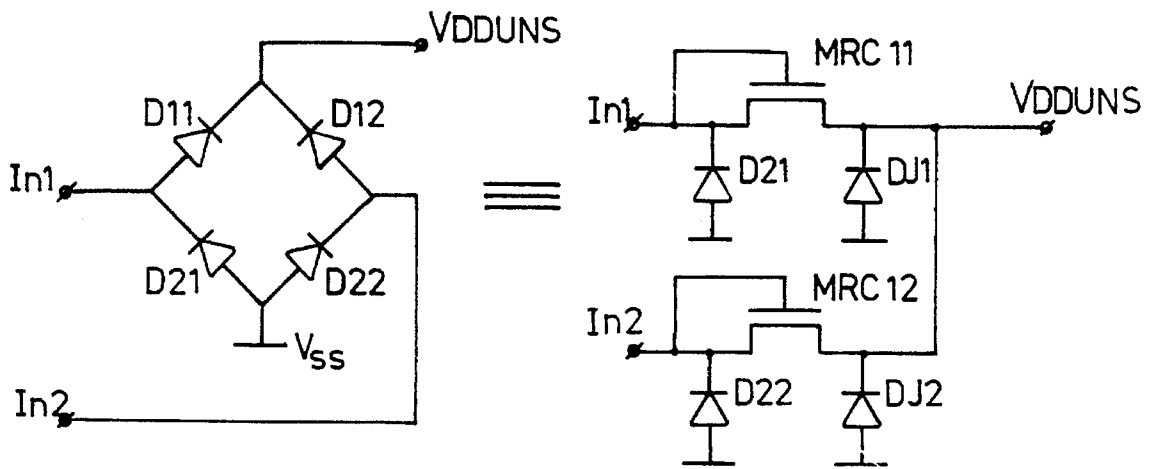 VDDUNS
D11
D12
In1
D21
D22
Vss
In2
MRC 11
In1
VDDUNS
D21
DJ1
MRC 12
In2
D22
DJ2